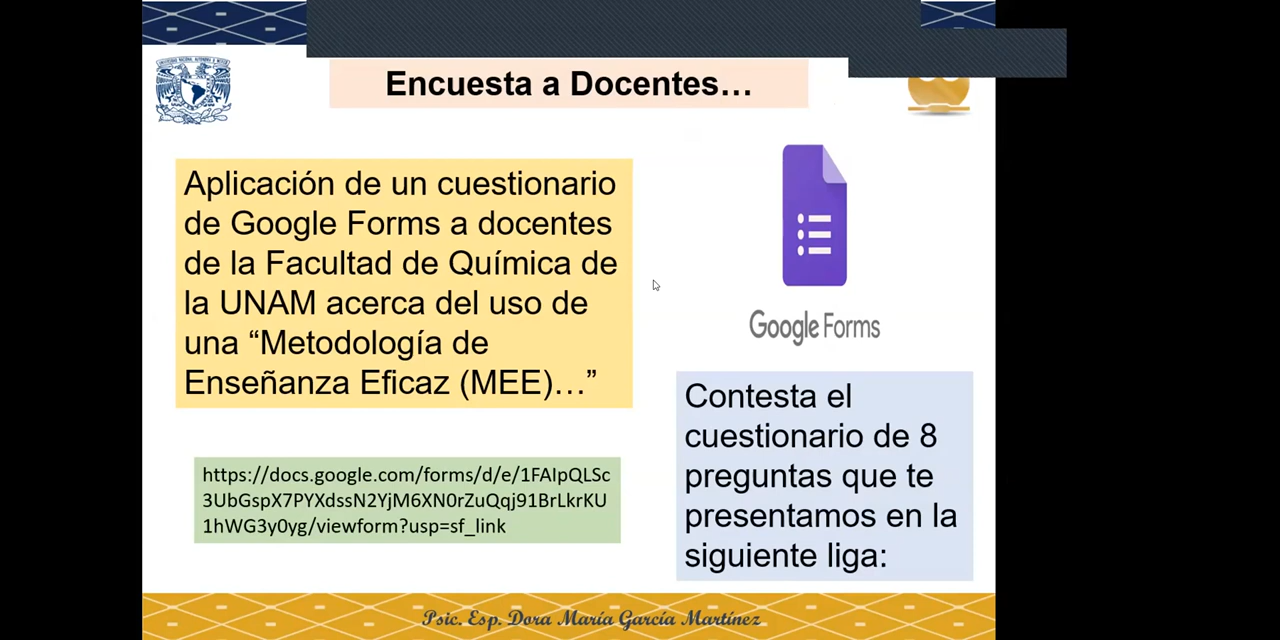 Encuesta a Docentes…
Aplicación de un cuestionario
de Google Forms a docentes
de la Facultad de Química de
la UNAM acerca del uso de
una “Metodología de
Enseñanza Eficaz (MEE)…”
Google Forms
Contesta el
cuestionario de 8
preguntas que te
presentamos en la
siguiente liga:
https://docs.google.com/forms/d/e/1FAIpQLSc
3UbGspX7PYXdssN2YjM6XN0rZuQqj91BrLkrKU
1hWG3y0yg/viewform?usp=sf_link
Psic. Esp. Dora María García Martínez